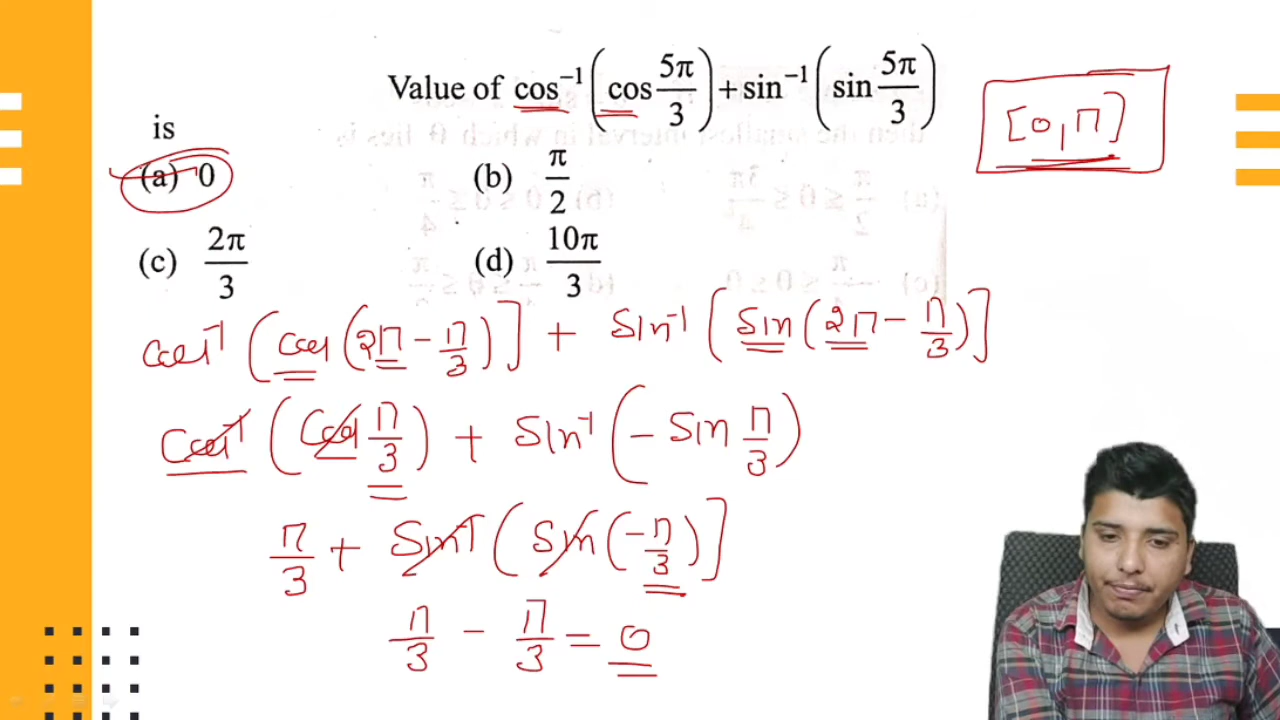 Value of cos⁻¹(cos 5π/3) + sin⁻¹(sin 5π/3)
is
[0, π]
(a) 0
(b) π/2
(c) 2π/3
(d) 10π/3
cos⁻¹(cos(2π - π/3)] + sin⁻¹(sin(2π - π/3)]
cos⁻¹(cos π/3) + sin⁻¹(- sin π/3)
π/3 + sin⁻¹(sin(-π/3)]
π/3 - π/3 = 0